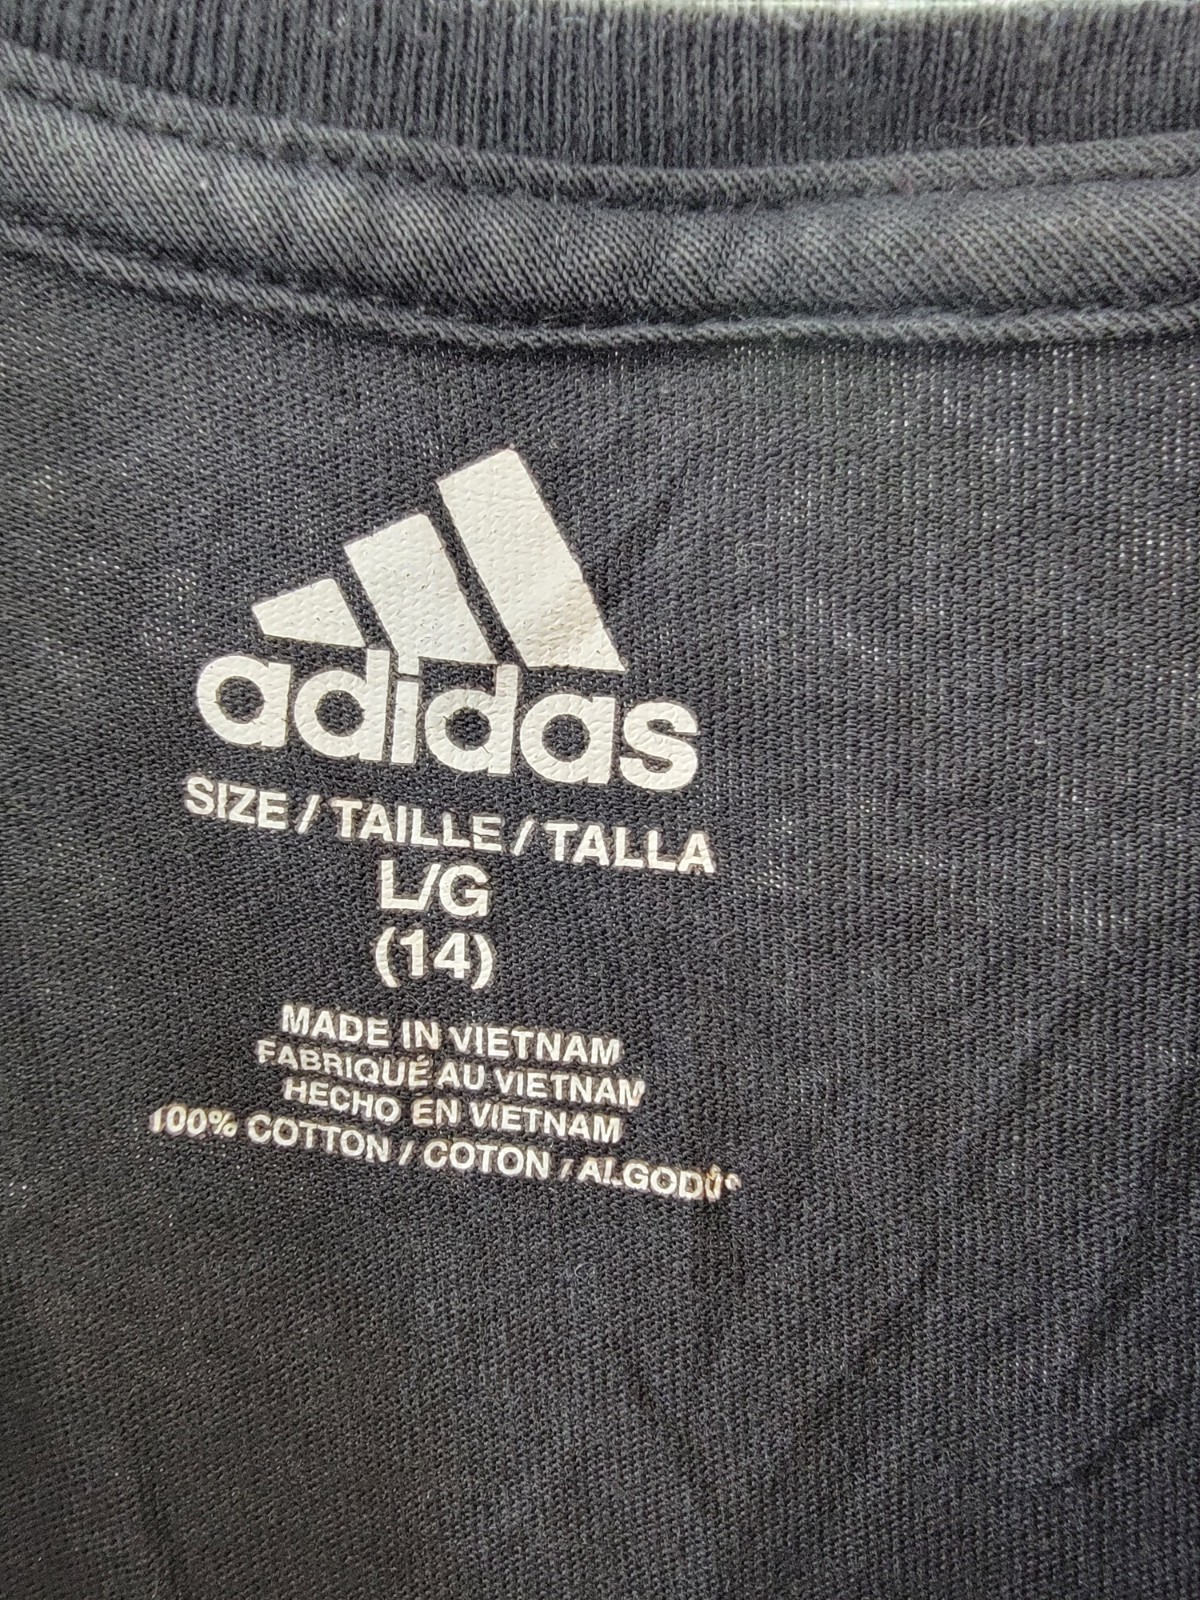 adidas
SIZE / TAILLE / TALLA
L/G
(14)
MADE IN VIETNAM
FABRIQUÉ AU VIETNAM
HECHO EN VIETNAM
100% COTTON / COTON /